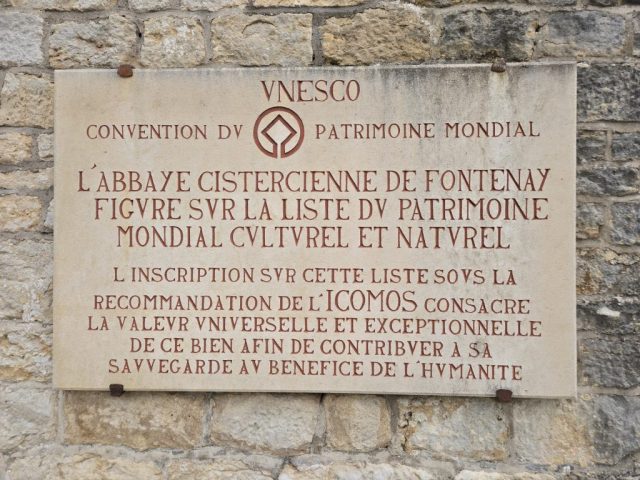 VNESCO
CONVENTION DV PATRIMOINE MONDIAL
L'ABBAYE CISTERCIENNE DE FONTENAY
FIGVRE SVR LA LISTE DV PATRIMOINE
MONDIAL CVLTVREL ET NATVREL
L INSCRIPTION SVR CETTE LISTE SOVS LA
RECOMMANDATION DE L'ICOMOS CONSACRE
LA VALEVR VNIVERSELLE ET EXCEPTIONNELLE
DE CE BIEN AFIN DE CONTRIBVER A SA
SAVVEGARDE AV BENEFICE DE L'HVMANITE